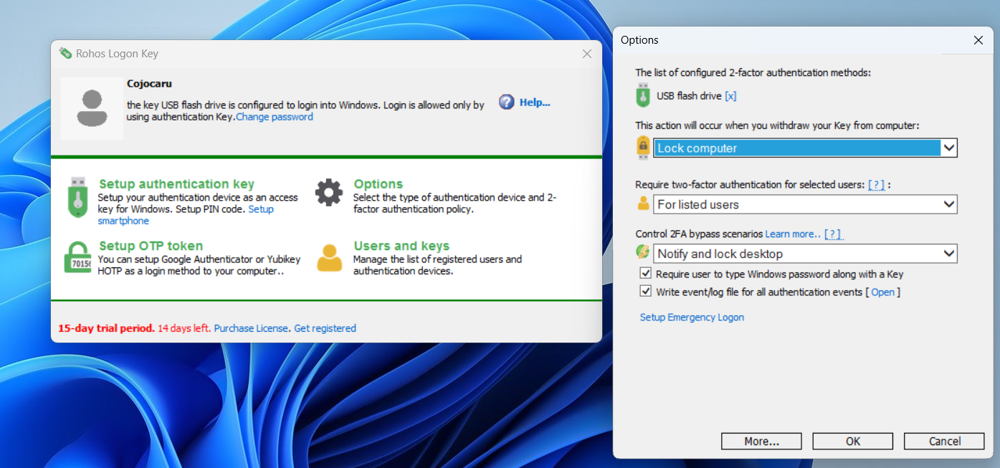 Rohos Logon Key
Cojocaru
the key USB flash drive is configured to login into Windows. Login is allowed only by
using authentication Key.Change password
Help...
Setup authentication key
Setup your authentication device as an access
key for Windows. Setup PIN code. Setup
smartphone
Options
Select the type of authentication device and 2-
factor authentication policy.
Setup OTP token
You can setup Google Authenticator or Yubikey
HOTP as a login method to your computer..
7015
Users and keys
Manage the list of registered users and
authentication devices.
15-day trial period. 14 days left. Purchase License. Get registered
Options
The list of configured 2-factor authentication methods:
USB flash drive [x]
This action will occur when you withdraw your Key from computer:
Lock computer
Require two-factor authentication for selected users: [ ? ] :
For listed users
Control 2FA bypass scenarios Learn more.. [ ? ]
Notify and lock desktop
Require user to type Windows password along with a Key
Write event/log file for all authentication events [ Open ]
Setup Emergency Logon
More...
OK
Cancel